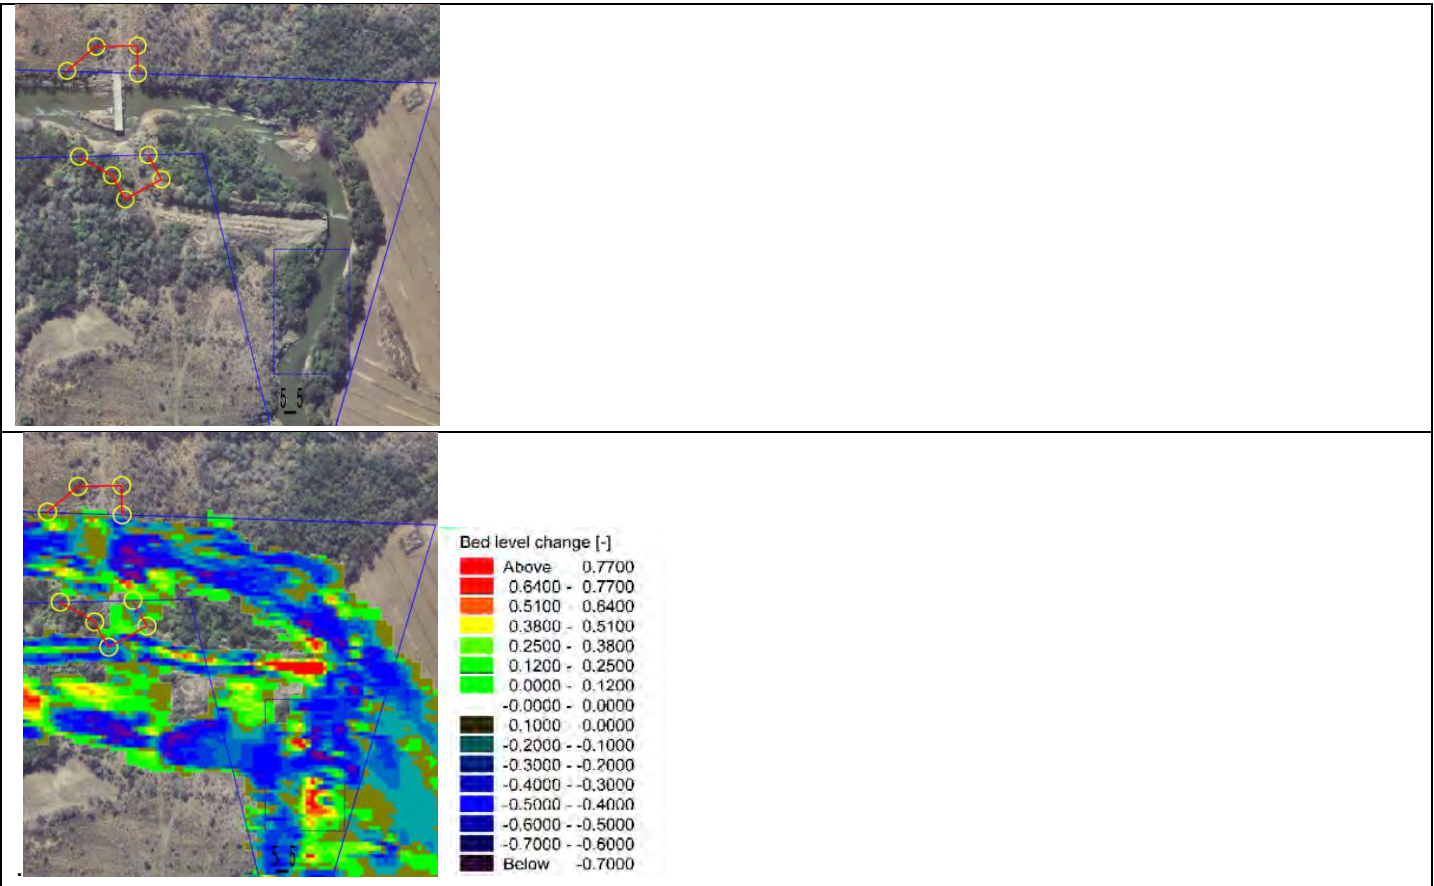 5_5
Bed level change [-]
Above 0.7700
0.6400 - 0.7700
0.5100 0.6400
0.3800 - 0.5100
0.2500 - 0.3800
0.1200 - 0.2500
0.0000 - 0.1200
-0.0000 - 0.0000
0.1000 0.0000
-0.2000 - -0.1000
-0.3000 - -0.2000
-0.4000 - -0.3000
-0.5000 - -0.4000
-0.6000 - -0.5000
-0.7000 - -0.6000
Below -0.7000
5_5
.